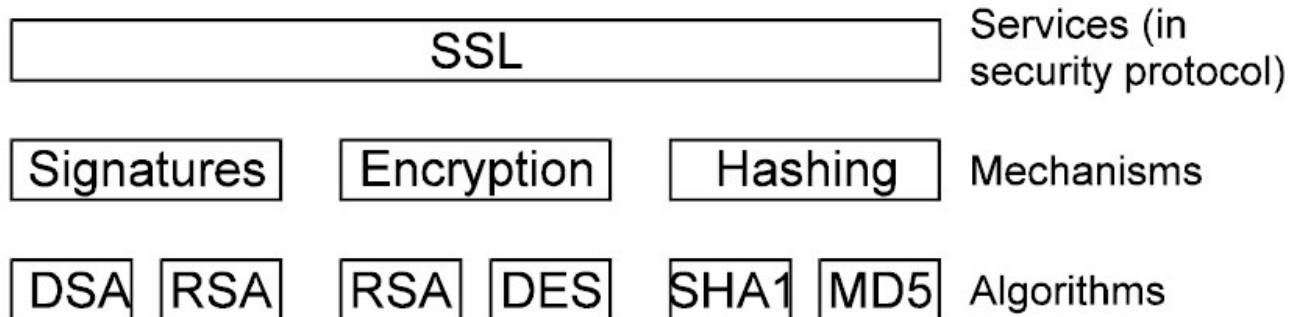 SSL
Services (in
security protocol)
Signatures Encryption Hashing Mechanisms
DSA RSA RSA DES SHA1 MD5 Algorithms